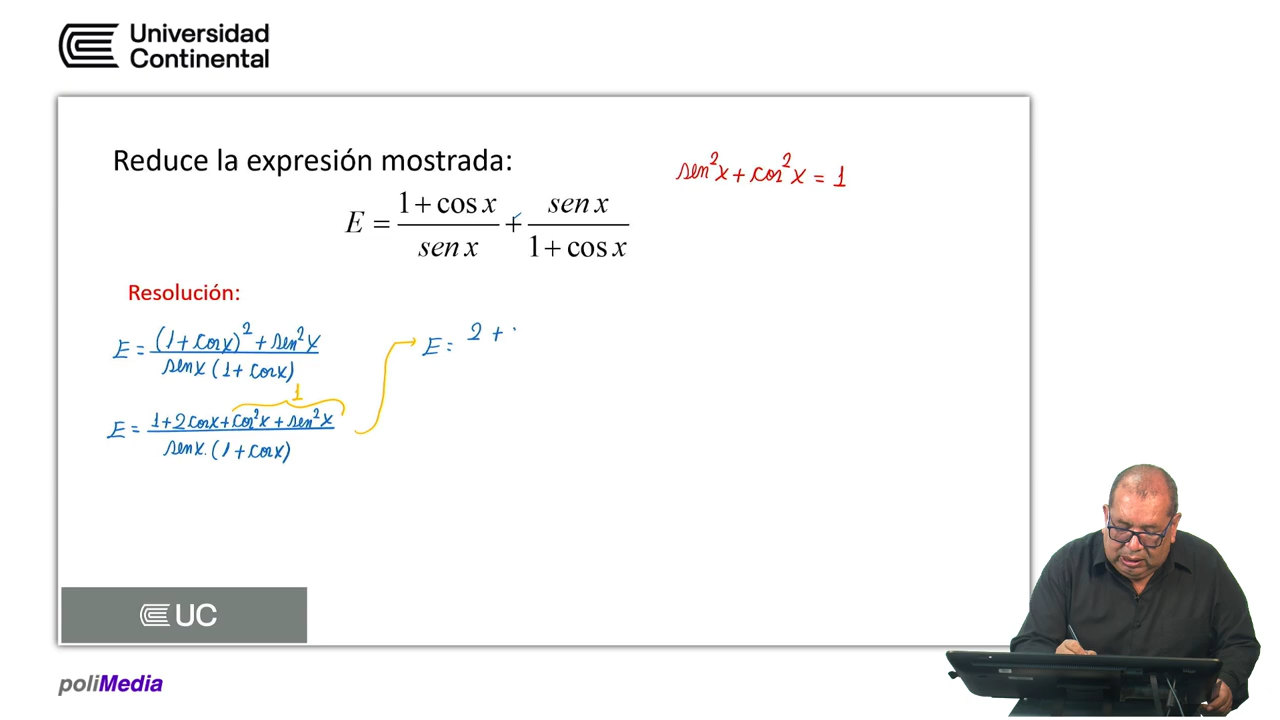 Universidad
Continental
Reduce la expresión mostrada:
sen²x + cos²x = 1
E = (1 + cos x)/(sen x) + (sen x)/(1 + cos x)
Resolución:
E = ((1 + cosx)² + sen²x)/(senx (1 + cosx))
E = 2 +
1
E = (1 + 2cosx + cos²x + sen²x)/(senx. (1 + cosx))
UC
poliMedia